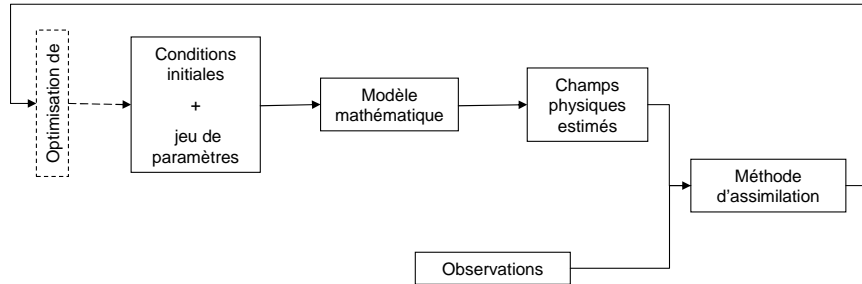 Optimisation de
Conditions
initiales
+
jeu de
paramètres
Modèle
mathématique
Champs
physiques
estimés
Méthode
d'assimilation
Observations